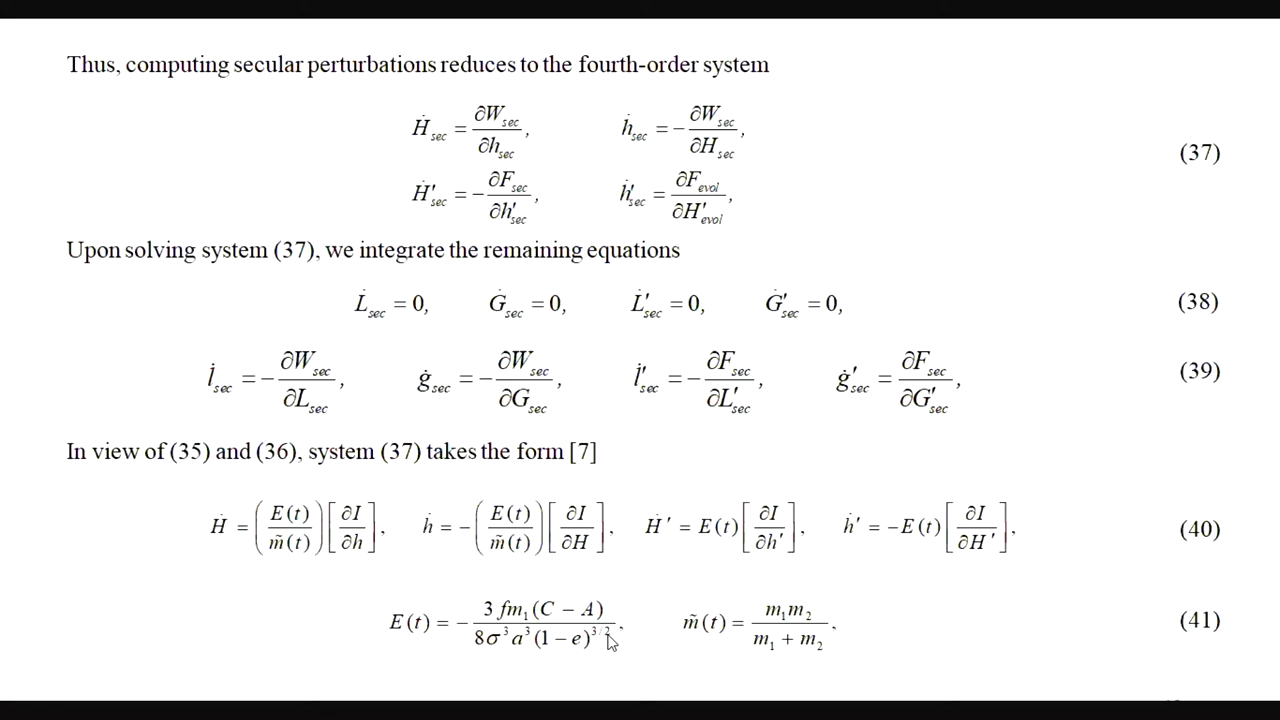 Thus, computing secular perturbations reduces to the fourth-order system
Ḣ_sec = ∂W_sec / ∂h_sec , ḣ_sec = − ∂W_sec / ∂H_sec ,
(37)
Ḣ′_sec = − ∂F_sec / ∂h′_sec , ḣ′_sec = ∂F_evol / ∂H′_evol ,
Upon solving system (37), we integrate the remaining equations
L̇_sec = 0, Ġ_sec = 0, L̇′_sec = 0, Ġ′_sec = 0, (38)
l̇_sec = − ∂W_sec / ∂L_sec , ġ_sec = − ∂W_sec / ∂G_sec , l̇′_sec = − ∂F_sec / ∂L′_sec , ġ′_sec = ∂F_sec / ∂G′_sec , (39)
In view of (35) and (36), system (37) takes the form [7]
Ḣ = (E(t) / m̃(t)) [∂I / ∂h], ḣ = −(E(t) / m̃(t)) [∂I / ∂H], Ḣ′ = E(t) [∂I / ∂h′], ḣ′ = −E(t) [∂I / ∂H′], (40)
E(t) = − 3 fm₁(C − A) / 8σ³a³(1 − e)^{3/2} , m̃(t) = m₁m₂ / m₁ + m₂ , (41)